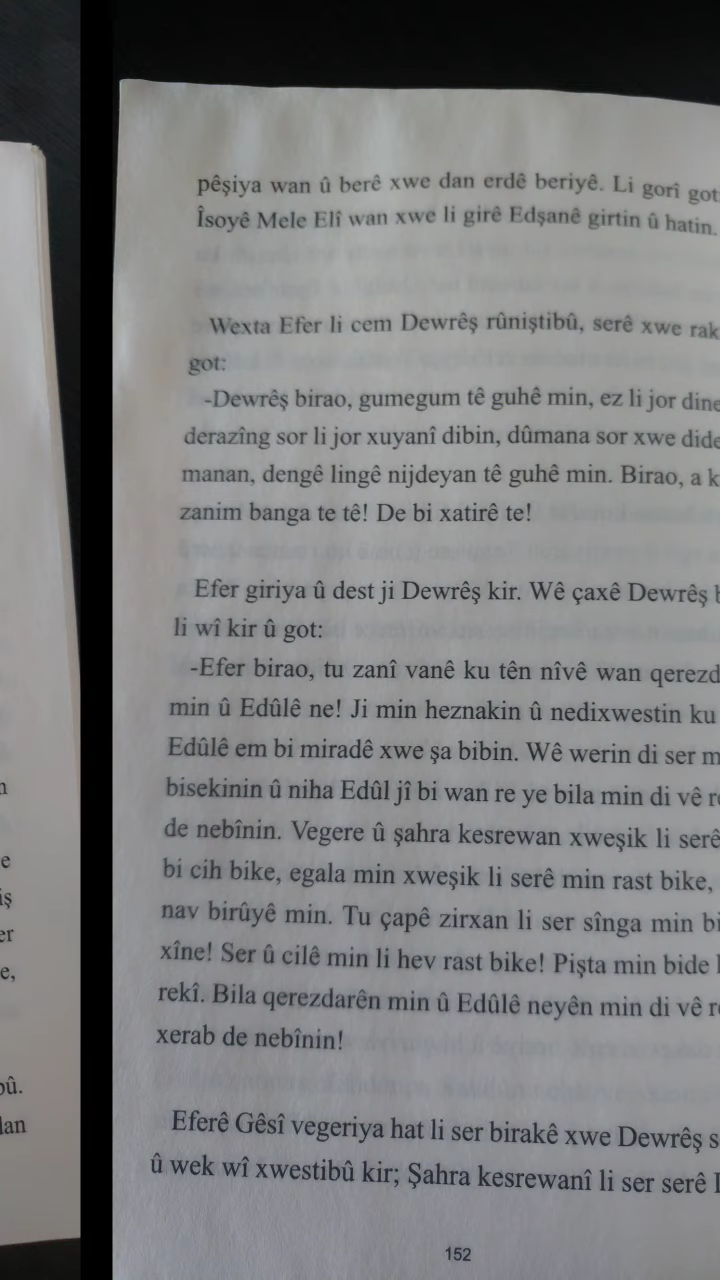 e
iş
er
e,
lan
pêşiya wan û berê xwe dan erdê beriyê. Li gorî got
Îsoyê Mele Elî wan xwe li girê Edşanê girtin û hatin.
Wexta Efer li cem Dewrêş rûniştibû, serê xwe rak
got:
-Dewrêş birao, gumegum tê guhê min, ez li jor dine
derazîng sor li jor xuyanî dibin, dûmana sor xwe dide
manan, dengê lingê nijdeyan tê guhê min. Birao, a k
zanim banga te tê! De bi xatirê te!
Efer giriya û dest ji Dewrêş kir. Wê çaxê Dewrêş
li wî kir û got:
-Efer birao, tu zanî vanê ku tên nîvê wan qerezd
min û Edûlê ne! Ji min heznakin û nedixwestin ku
Edûlê em bi miradê xwe şa bibin. Wê werin di ser m
bisekinin û niha Edûl jî bi wan re ye bila min di vê r
de nebînin. Vegere û şahra kesrewan xweşik li serê
bi cih bike, egala min xweşik li serê min rast bike,
nav birûyê min. Tu çapê zirxan li ser sînga min bi
xîne! Ser û cilê min li hev rast bike! Pişta min bide
rekî. Bila qerezdarên min û Edûlê neyên min di vê r
xerab de nebînin!
Eferê Gêsî vegeriya hat li ser birakê xwe Dewrêş s
û wek wî xwestibû kir; Şahra kesrewanî li ser serê
152